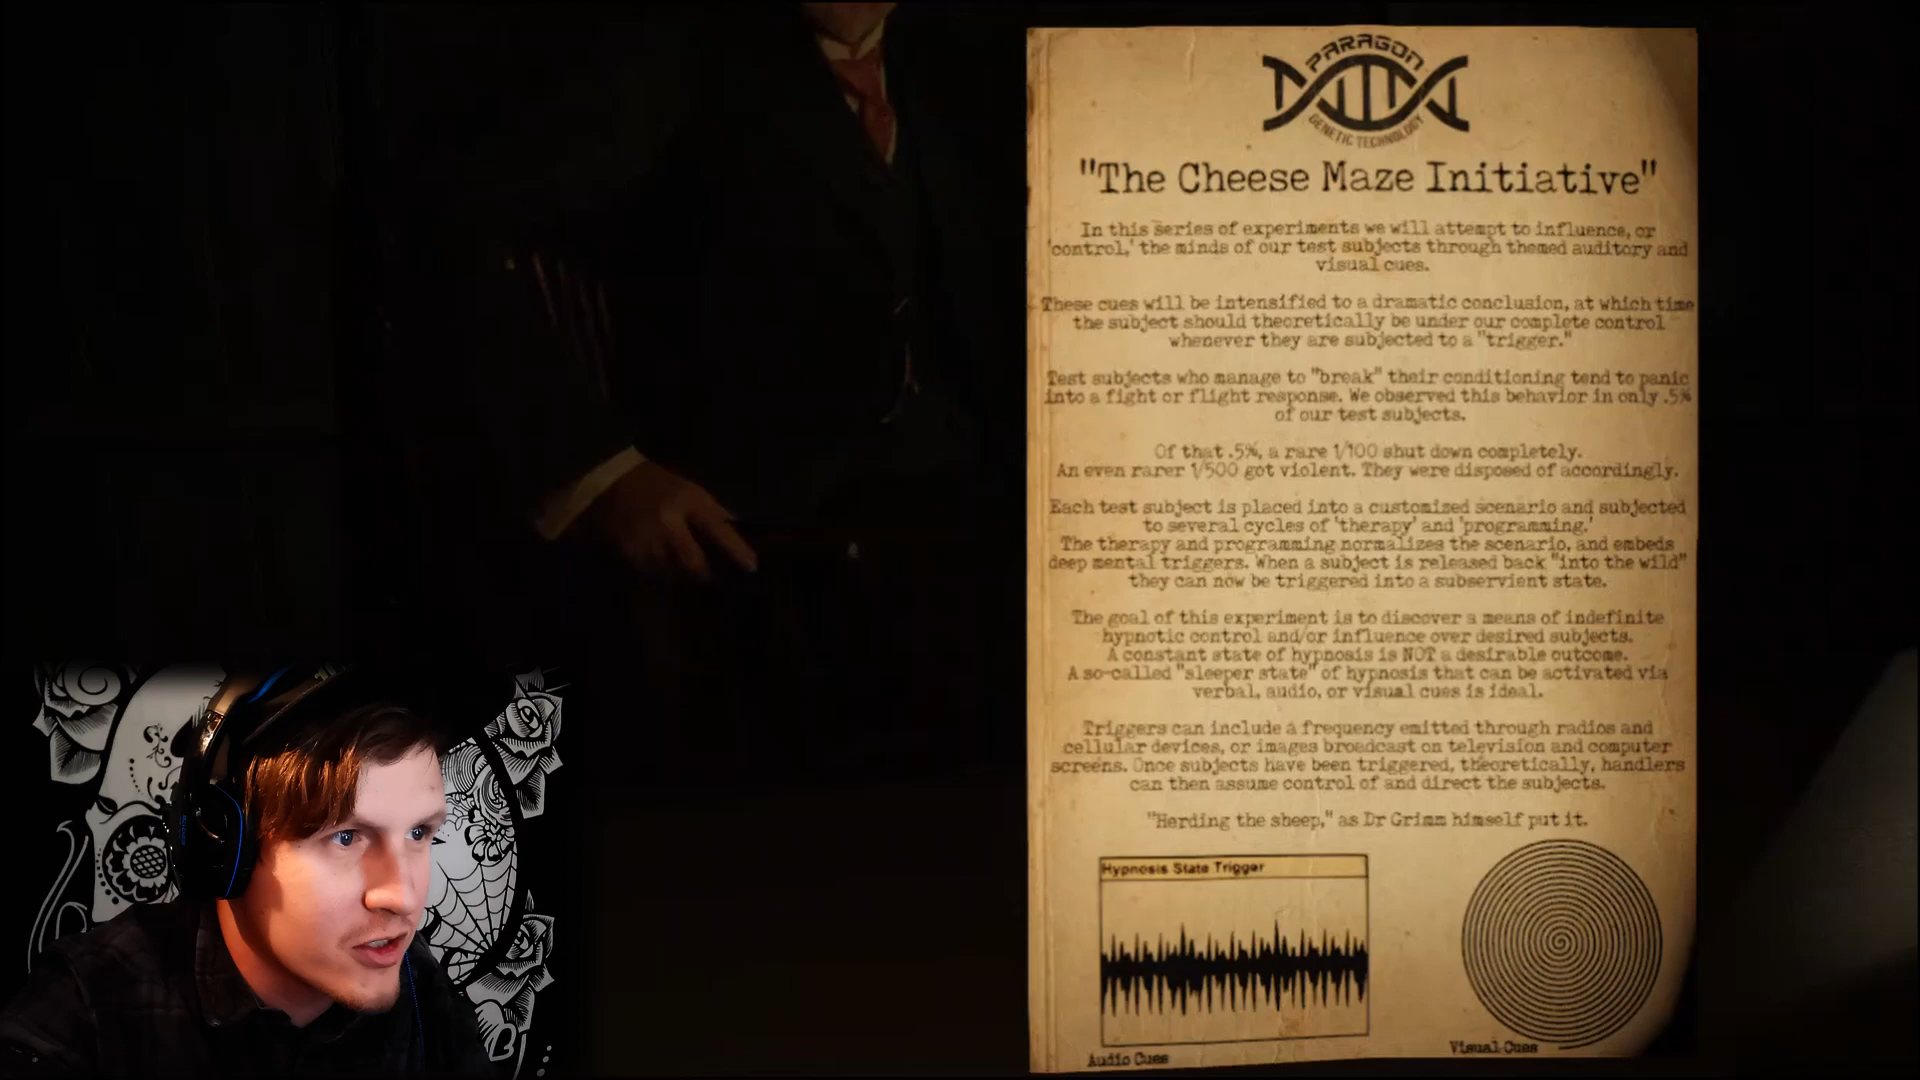 PARAGON
GENETIC TECHNOLOGY
"The Cheese Maze Initiative"
In this series of experiments we will attempt to influence, or
'control,' the minds of our test subjects through themed auditory and
visual cues.
These cues will be intensified to a dramatic conclusion, at which time
the subject should theoretically be under our complete control
whenever they are subjected to a "trigger."
Test subjects who manage to "break" their conditioning tend to panic
into a fight or flight response. We observed this behavior in only .5%
of our test subjects.
Of that .5%, a rare 1/100 shut down completely.
An even rarer 1/500 got violent. They were disposed of accordingly.
Each test subject is placed into a customized scenario and subjected
to several cycles of 'therapy' and 'programming.'
The therapy and programming normalizes the scenario, and embeds
deep mental triggers. When a subject is released back "into the wild"
they can now be triggered into a subservient state.
The goal of this experiment is to discover a means of indefinite
hypnotic control and/or influence over desired subjects.
A constant state of hypnosis is NOT a desirable outcome.
A so-called "sleeper state" of hypnosis that can be activated via
verbal, audio, or visual cues is ideal.
Triggers can include a frequency emitted through radios and
cellular devices, or images broadcast on television and computer
screens. Once subjects have been triggered, theoretically, handlers
can then assume control of and direct the subjects.
"Herding the sheep," as Dr Grimm himself put it.
Hypnosis State Trigger
Audio Cues
Visual Cues